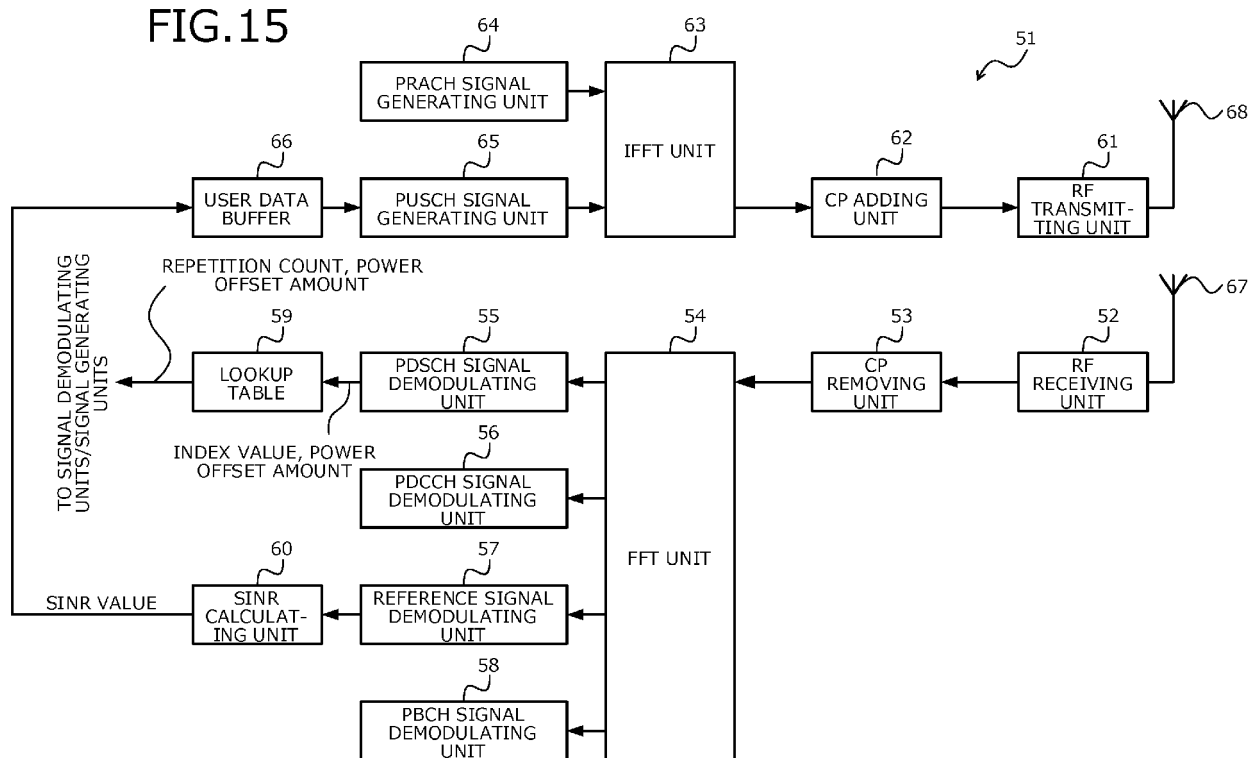 FIG.15
64
63
51
PRACH SIGNAL
GENERATING UNIT
IFFT UNIT
68
66
65
62
61
USER DATA
BUFFER
PUSCH SIGNAL
GENERATING UNIT
CP ADDING
UNIT
RF
TRANSMIT-
TING UNIT
REPETITION COUNT, POWER
OFFSET AMOUNT
67
59
55
54
53
52
TO SIGNAL DEMODULATING
UNITS/SIGNAL GENERATING
UNITS
LOOKUP
TABLE
PDSCH SIGNAL
DEMODULATING
UNIT
CP
REMOVING
UNIT
RF
RECEIVING
UNIT
INDEX VALUE, POWER
OFFSET AMOUNT
56
PDCCH SIGNAL
DEMODULATING
UNIT
FFT UNIT
60
57
SINR VALUE
SINR
CALCULAT-
ING UNIT
REFERENCE SIGNAL
DEMODULATING
UNIT
58
PBCH SIGNAL
DEMODULATING
UNIT